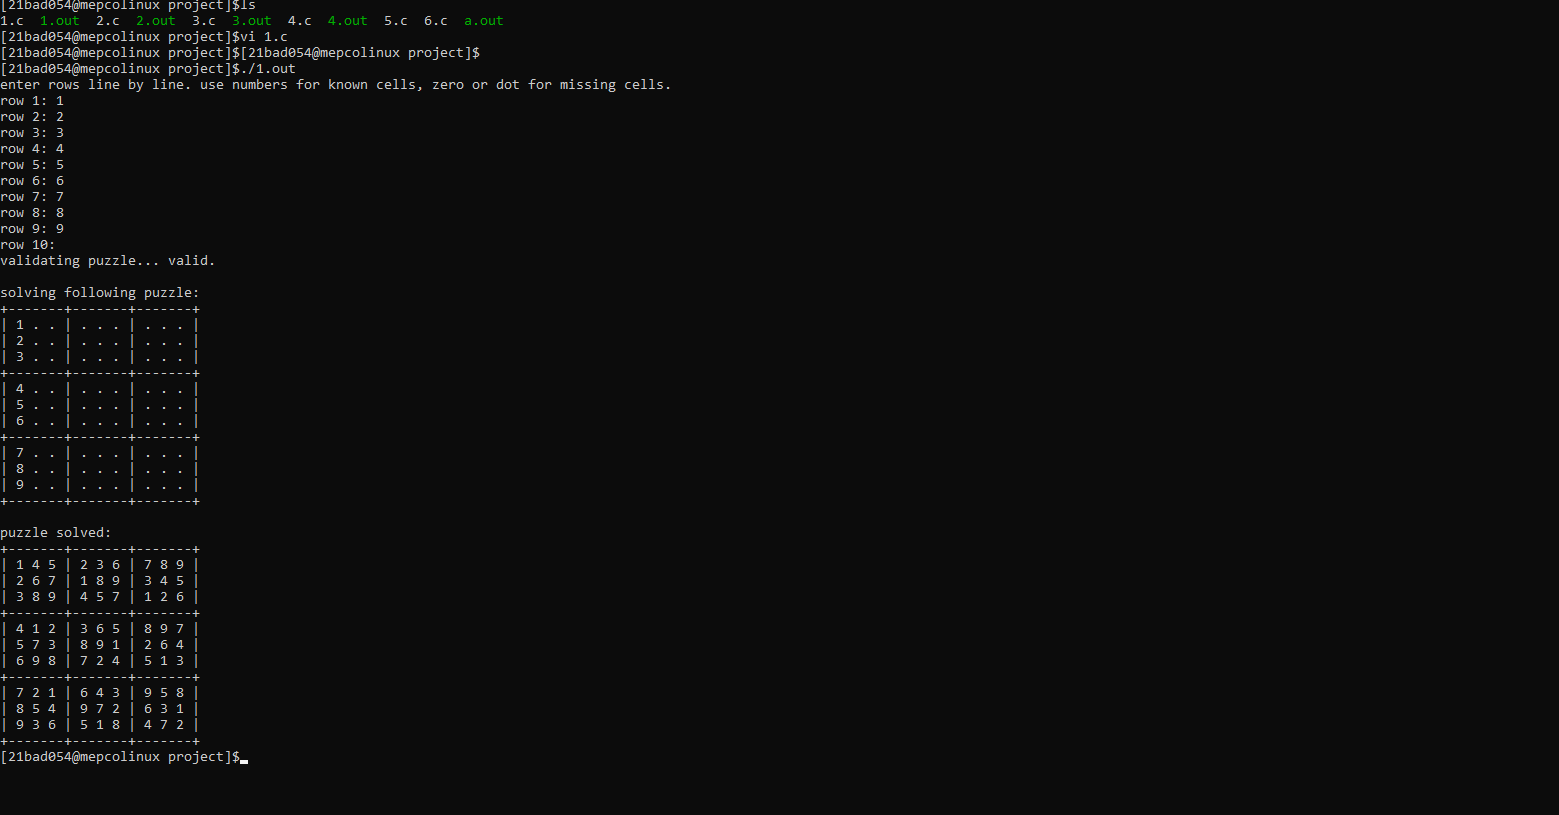 [21bad054@mepcolinux project]$ls
1.c  1.out  2.c  2.out  3.c  3.out  4.c  4.out  5.c  6.c  a.out
[21bad054@mepcolinux project]$vi 1.c
[21bad054@mepcolinux project]$[21bad054@mepcolinux project]$
[21bad054@mepcolinux project]$./1.out
enter rows line by line. use numbers for known cells, zero or dot for missing cells.
row 1: 1
row 2: 2
row 3: 3
row 4: 4
row 5: 5
row 6: 6
row 7: 7
row 8: 8
row 9: 9
row 10:
validating puzzle... valid.

solving following puzzle:
+-------+-------+-------+
| 1 . . | . . . | . . . |
| 2 . . | . . . | . . . |
| 3 . . | . . . | . . . |
+-------+-------+-------+
| 4 . . | . . . | . . . |
| 5 . . | . . . | . . . |
| 6 . . | . . . | . . . |
+-------+-------+-------+
| 7 . . | . . . | . . . |
| 8 . . | . . . | . . . |
| 9 . . | . . . | . . . |
+-------+-------+-------+

puzzle solved:
+-------+-------+-------+
| 1 4 5 | 2 3 6 | 7 8 9 |
| 2 6 7 | 1 8 9 | 3 4 5 |
| 3 8 9 | 4 5 7 | 1 2 6 |
+-------+-------+-------+
| 4 1 2 | 3 6 5 | 8 9 7 |
| 5 7 3 | 8 9 1 | 2 6 4 |
| 6 9 8 | 7 2 4 | 5 1 3 |
+-------+-------+-------+
| 7 2 1 | 6 4 3 | 9 5 8 |
| 8 5 4 | 9 7 2 | 6 3 1 |
| 9 3 6 | 5 1 8 | 4 7 2 |
+-------+-------+-------+
[21bad054@mepcolinux project]$